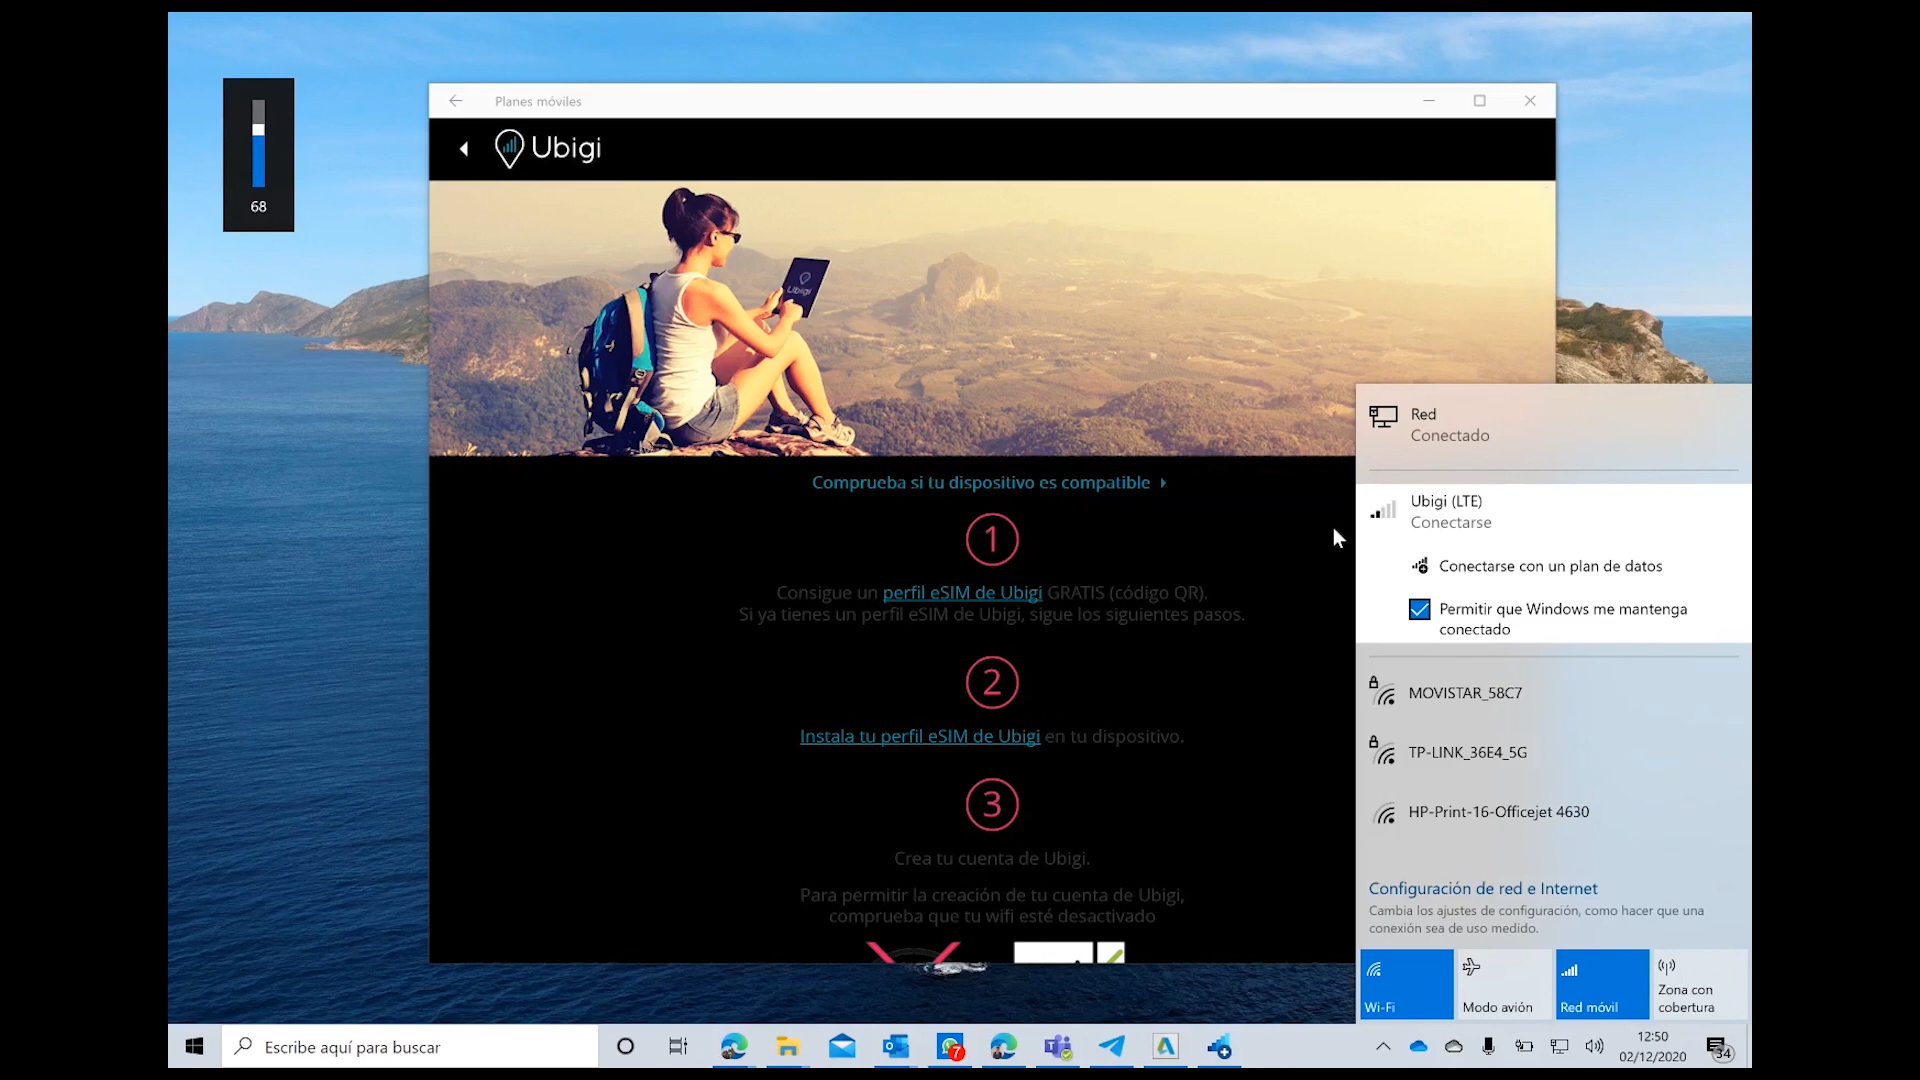 68
Planes móviles
Ubigi
Ubigi
Comprueba si tu dispositivo es compatible
1
Consigue un perfil eSIM de Ubigi GRATIS (código QR).
Si ya tienes un perfil eSIM de Ubigi, sigue los siguientes pasos.
2
Instala tu perfil eSIM de Ubigi en tu dispositivo.
3
Crea tu cuenta de Ubigi.
Para permitir la creación de tu cuenta de Ubigi,
comprueba que tu wifi esté desactivado
Red
Conectado
Ubigi (LTE)
Conectarse
Conectarse con un plan de datos
Permitir que Windows me mantenga
conectado
MOVISTAR_58C7
TP-LINK_36E4_5G
HP-Print-16-Officejet 4630
Configuración de red e Internet
Cambia los ajustes de configuración, como hacer que una
conexión sea de uso medido.
Wi-Fi
Modo avión
Red móvil
Zona con
cobertura
Escribe aquí para buscar
7
12:50
02/12/2020
34